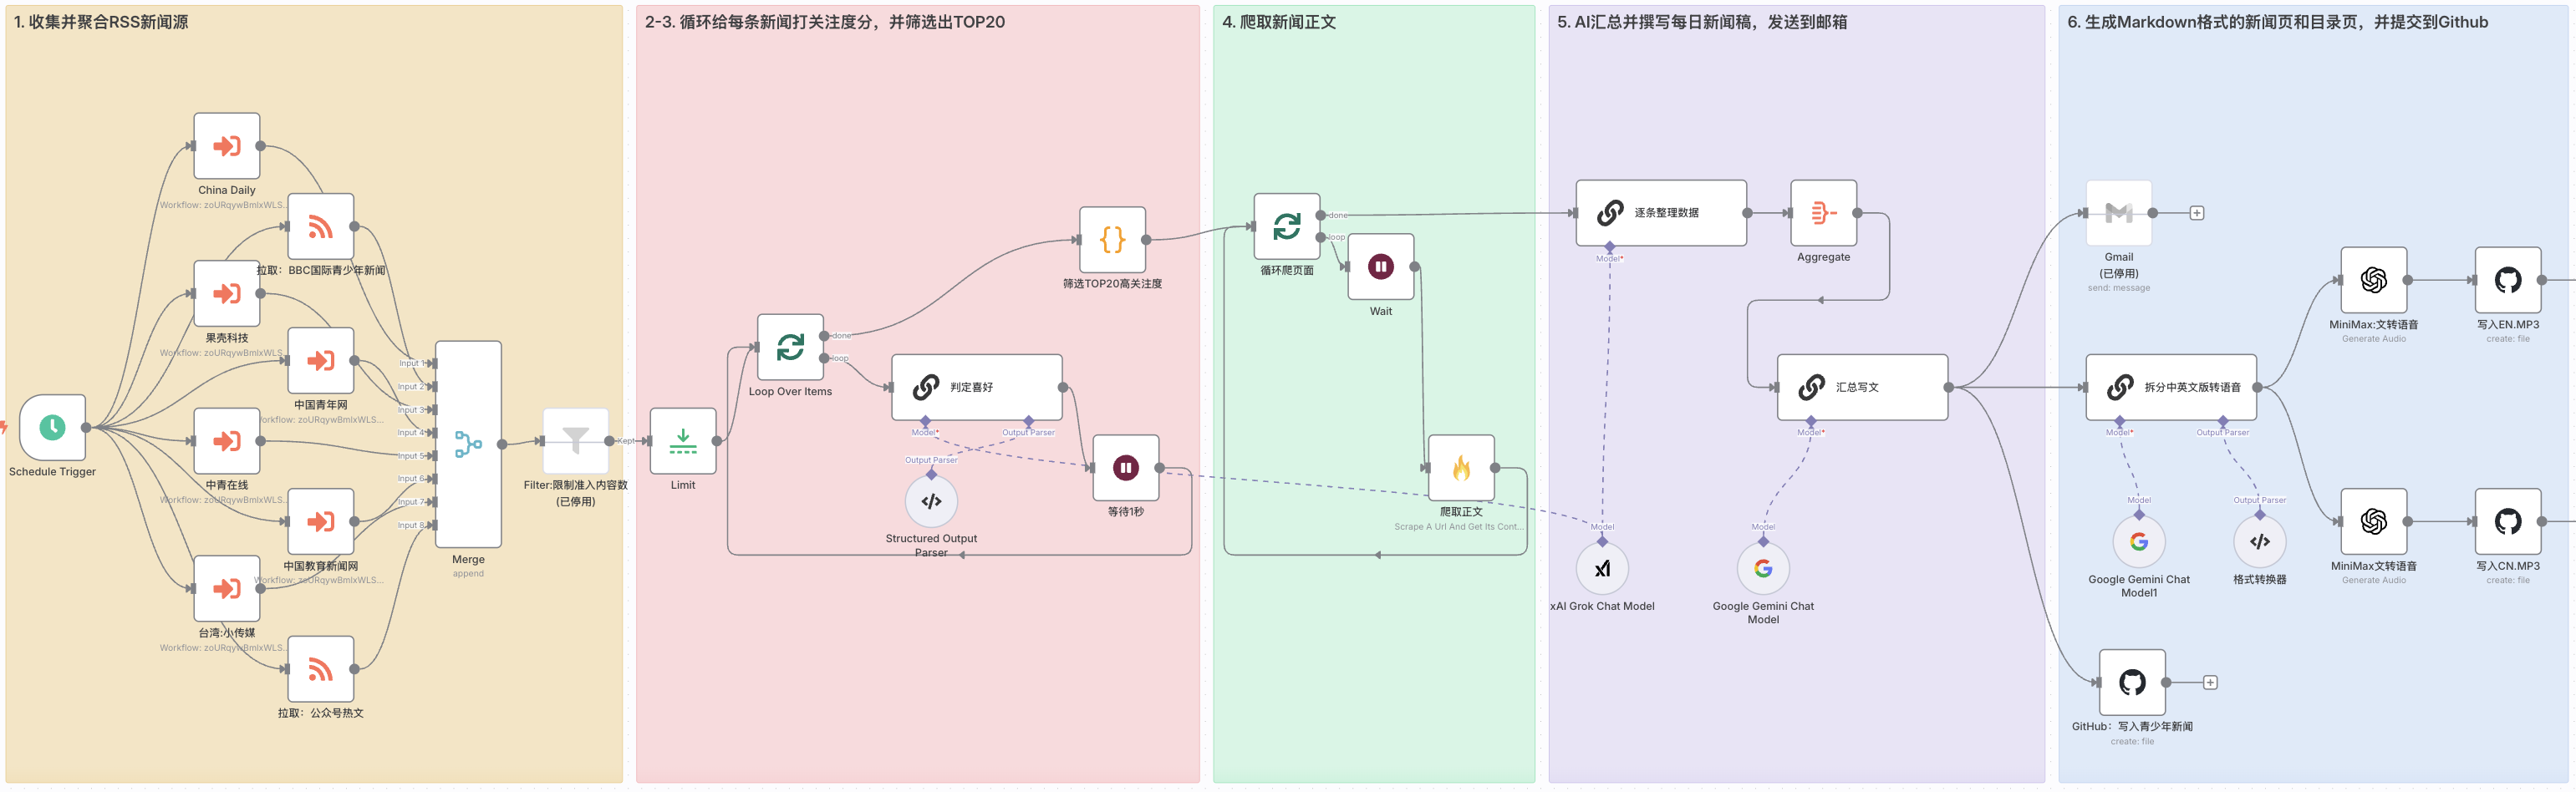 1. 收集并聚合RSS新闻源
China Daily
Workflow: zoURqywBmlxWLS...
拉取：BBC国际青少年新闻
果壳科技
Workflow: zoURqywBmlxWLS...
中国青年网
Workflow: zoURqywBmlxWLS...
Schedule Trigger
中青在线
Workflow: zoURqywBmlxWLS...
中国教育新闻网
Workflow: zoURqywBmlxWLS...
台湾:小传媒
Workflow: zoURqywBmlxWLS...
拉取：公众号热文
Input 1
Input 2
Input 3
Input 4
Input 5
Input 6
Input 7
Input 8
Merge
append
Filter:限制准入内容数
(已停用)
Kept
2-3. 循环给每条新闻打关注度分，并筛选出TOP20
Limit
Loop Over Items
done
loop
判定喜好
Model*
Output Parser
Output Parser
Structured Output
Parser
等待1秒
筛选TOP20高关注度
4. 爬取新闻正文
循环爬页面
done
loop
Wait
爬取正文
Scrape A Url And Get Its Cont...
5. AI汇总并撰写每日新闻稿，发送到邮箱
逐条整理数据
Model*
Aggregate
汇总写文
Model*
Model
xAI Grok Chat Model
Model
Google Gemini Chat
Model
6. 生成Markdown格式的新闻页和目录页，并提交到Github
Gmail
(已停用)
send: message
拆分中英文版转语音
Model*
Output Parser
Model
Google Gemini Chat
Model1
Output Parser
格式转换器
MiniMax:文转语音
Generate Audio
写入EN.MP3
create: file
MiniMax文转语音
Generate Audio
写入CN.MP3
create: file
GitHub：写入青少年新闻
create: file